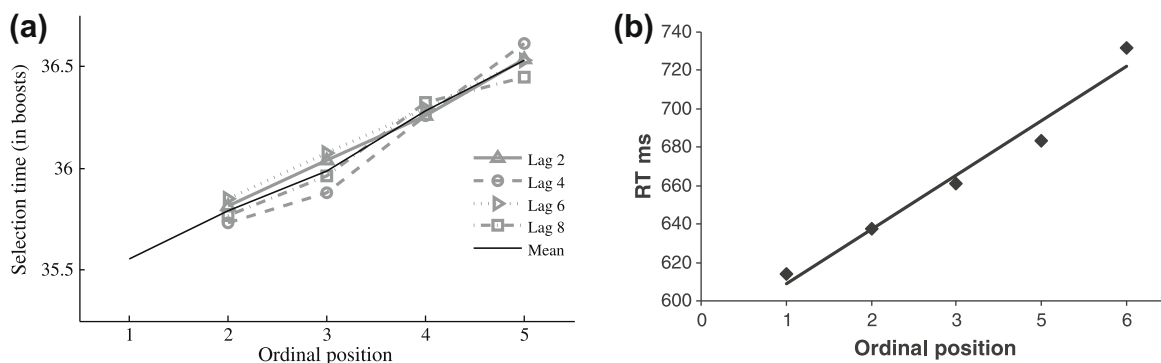 (a)
Selection time (in boosts)
36.5
36
35.5
1 2 3 4 5
Ordinal position
Lag 2
Lag 4
Lag 6
Lag 8
Mean
(b)
RT ms
740
720
700
680
660
640
620
600
0 1 2 3 5 6
Ordinal position